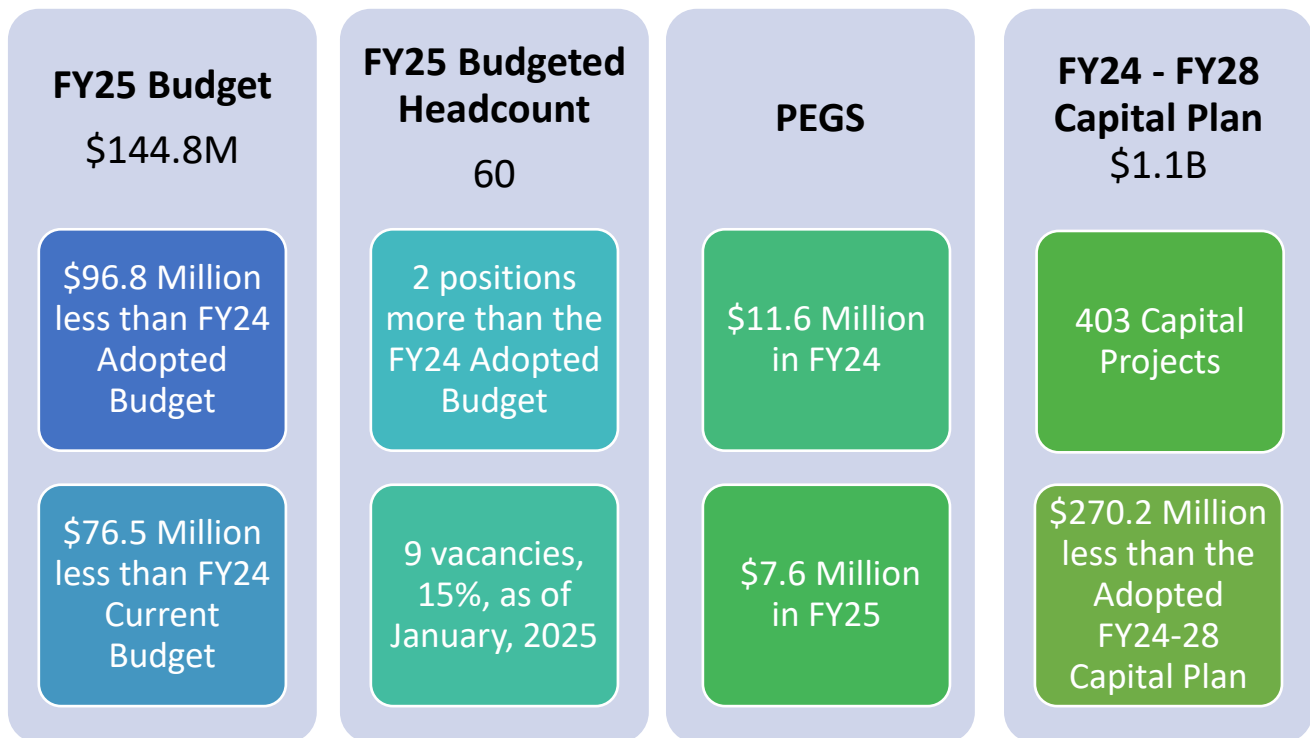 FY25 Budget
$144.8M
$96.8 Million
less than FY24
Adopted
Budget
$76.5 Million
less than FY24
Current
Budget
FY25 Budgeted
Headcount
60
2 positions
more than the
FY24 Adopted
Budget
9 vacancies,
15%, as of
January, 2025
PEGS
$11.6 Million
in FY24
$7.6 Million
in FY25
FY24 - FY28
Capital Plan
$1.1B
403 Capital
Projects
$270.2 Million
less than the
Adopted
FY24-28
Capital Plan